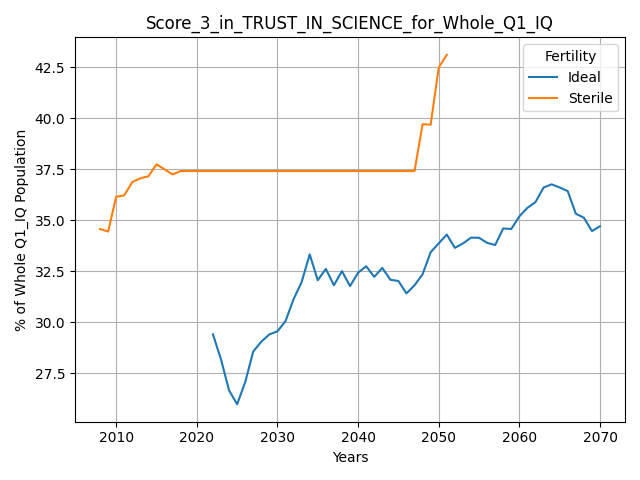 Score_3_in_TRUST_IN_SCIENCE_for_Whole_Q1_IQ
Fertility
Ideal
Sterile
% of Whole Q1_IQ Population
42.5
40.0
37.5
35.0
32.5
30.0
27.5
2010 2020 2030 2040 2050 2060 2070
Years